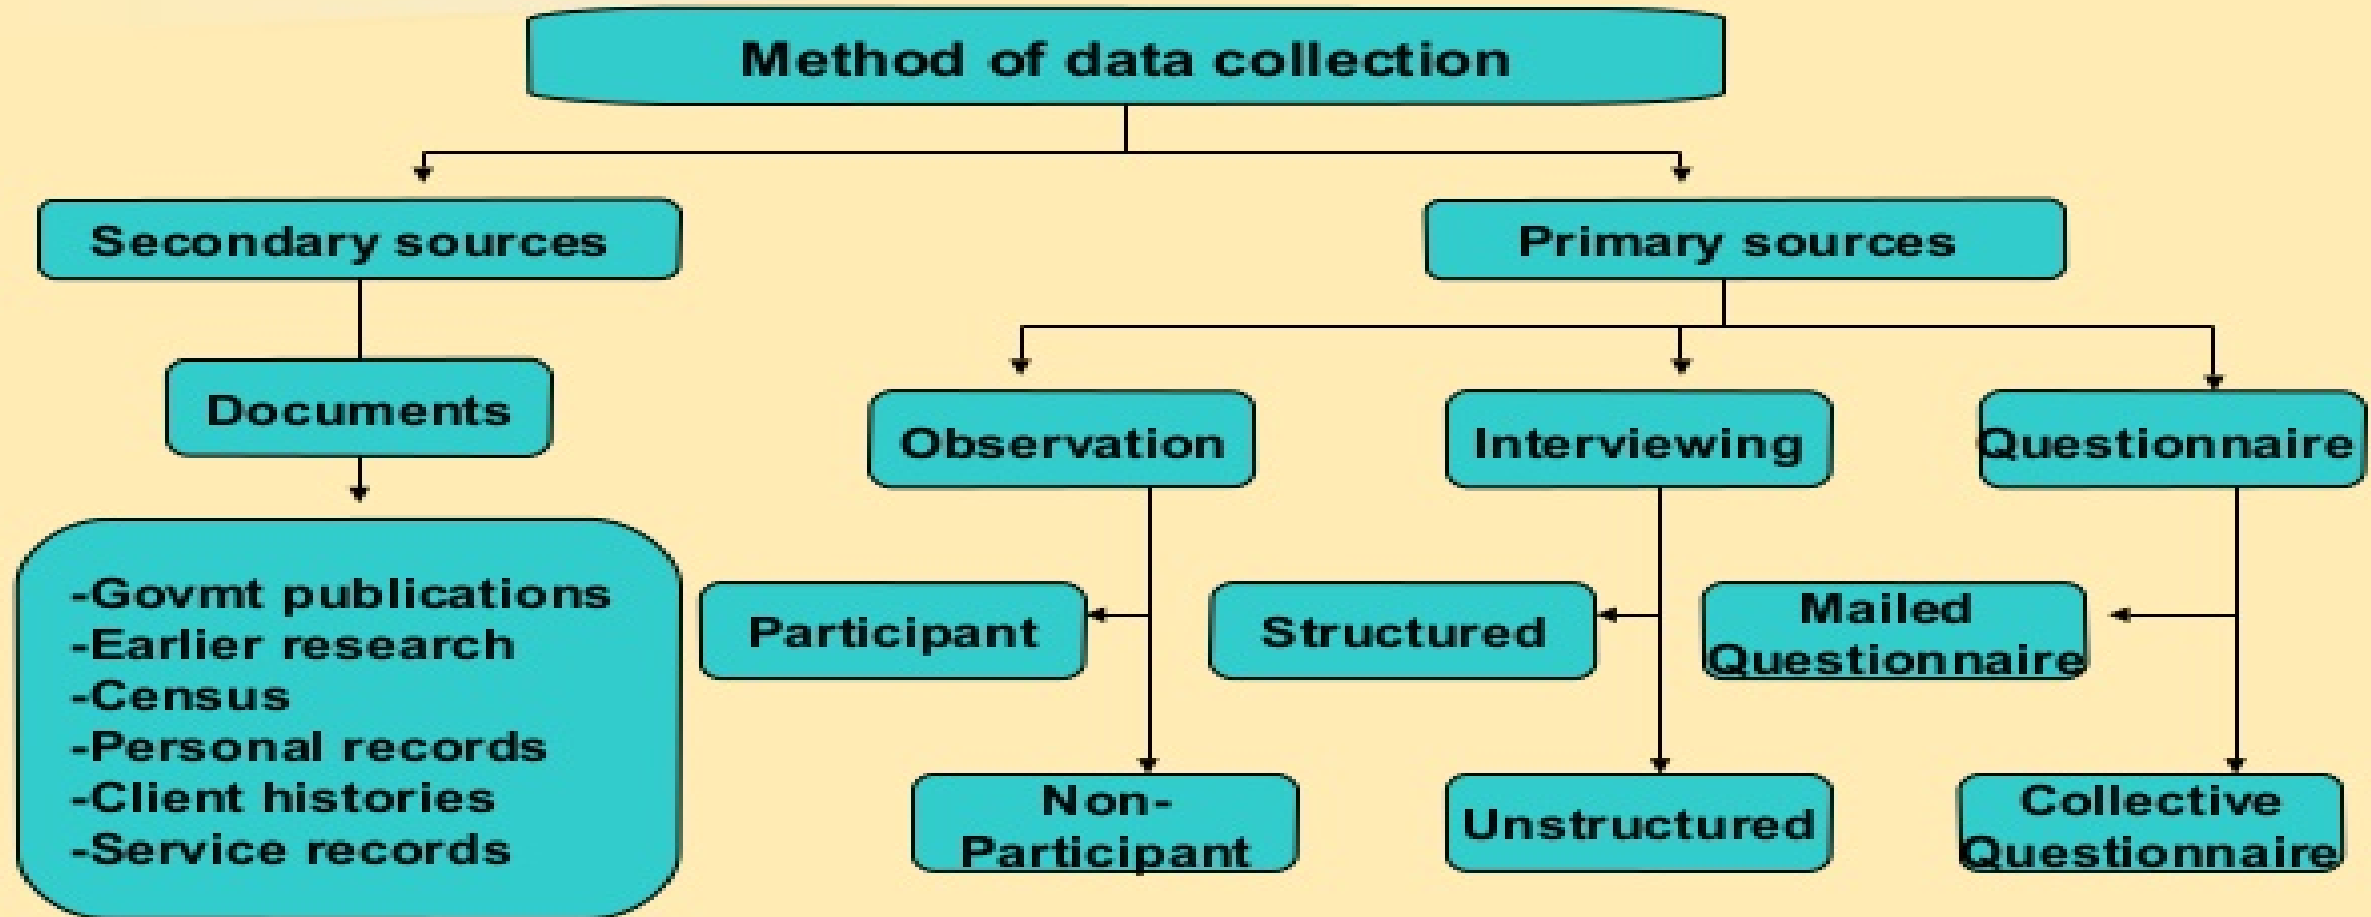 Method of data collection
Secondary sources
Primary sources
Documents
Observation
Interviewing
Questionnaire
-Govmt publications
-Earlier research
-Census
-Personal records
-Client histories
-Service records
Participant
Structured
Mailed
Questionnaire
Non-
Participant
Unstructured
Collective
Questionnaire